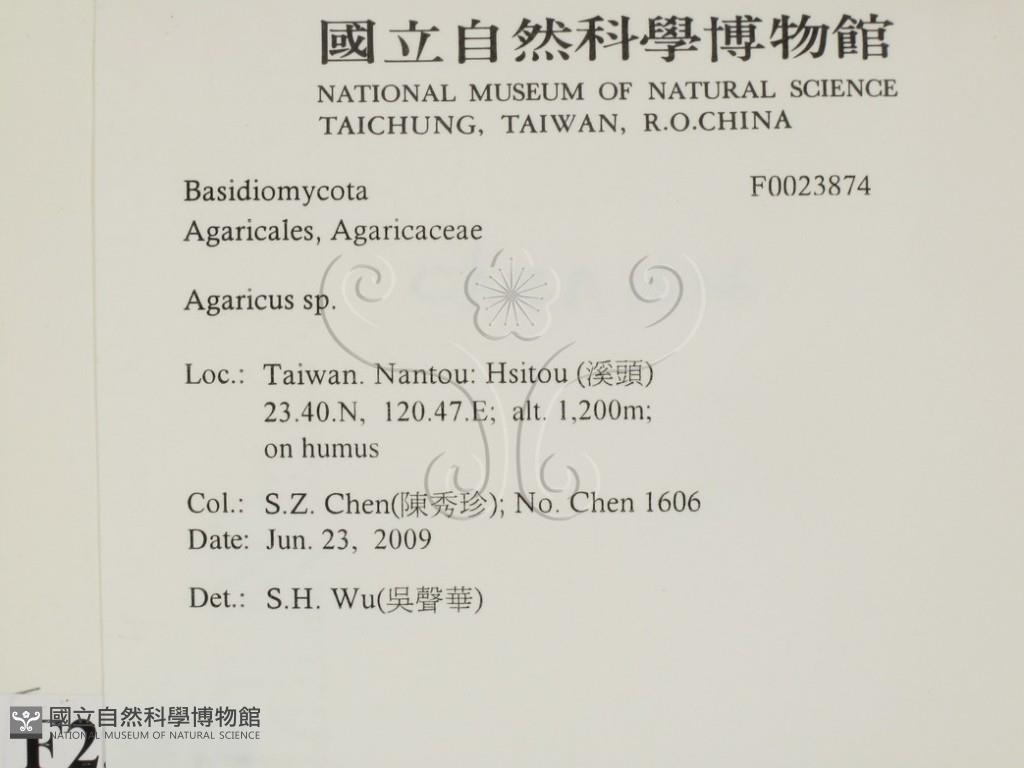 國立自然科學博物館
NATIONAL MUSEUM OF NATURAL SCIENCE
TAICHUNG, TAIWAN, R.O.CHINA
Basidiomycota F0023874
Agaricales, Agaricaceae
Agaricus sp.
Loc.: Taiwan. Nantou: Hsitou (溪頭)
23.40.N, 120.47.E; alt. 1,200m;
on humus
Col.: S.Z. Chen(陳秀珍); No. Chen 1606
Date: Jun. 23, 2009
Det.: S.H. Wu(吳聲華)
國立自然科學博物館
NATIONAL MUSEUM OF NATURAL SCIENCE
F2